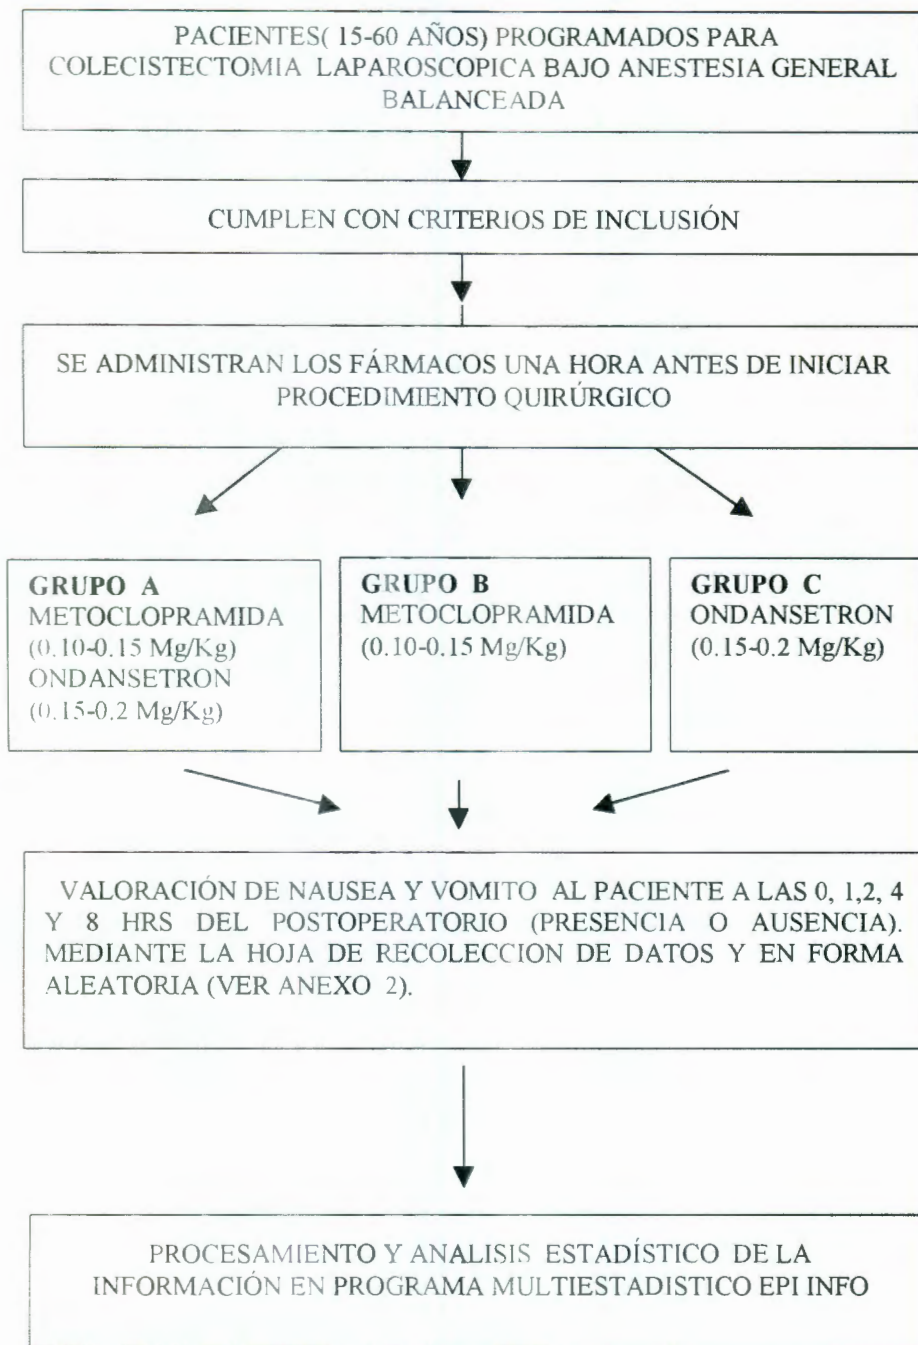 PACIENTES( 15-60 AÑOS) PROGRAMADOS PARA
COLECISTECTOMIA LAPAROSCOPICA BAJO ANESTESIA GENERAL
BALANCEADA
CUMPLEN CON CRITERIOS DE INCLUSIÓN
SE ADMINISTRAN LOS FÁRMACOS UNA HORA ANTES DE INICIAR
PROCEDIMIENTO QUIRÚRGICO
GRUPO A
METOCLOPRAMIDA
(0.10-0.15 Mg/Kg)
ONDANSETRON
(0.15-0.2 Mg/Kg)
GRUPO B
METOCLOPRAMIDA
(0.10-0.15 Mg/Kg)
GRUPO C
ONDANSETRON
(0.15-0.2 Mg/Kg)
VALORACIÓN DE NAUSEA Y VOMITO AL PACIENTE A LAS 0, 1,2, 4
Y 8 HRS DEL POSTOPERATORIO (PRESENCIA O AUSENCIA).
MEDIANTE LA HOJA DE RECOLECCION DE DATOS Y EN FORMA
ALEATORIA (VER ANEXO 2).
PROCESAMIENTO Y ANALISIS ESTADÍSTICO DE LA
INFORMACIÓN EN PROGRAMA MULTIESTADISTICO EPI INFO